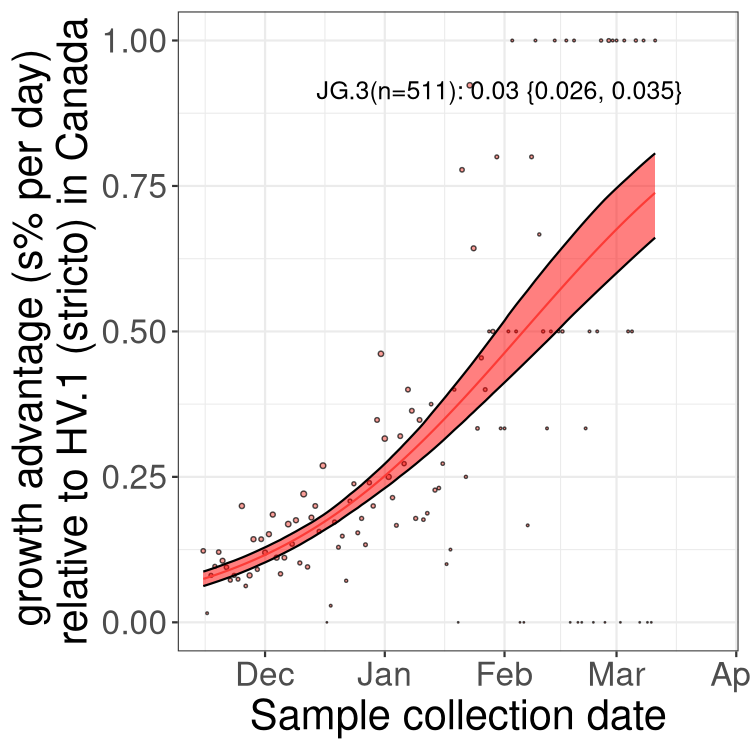 growth advantage (s% per day)
relative to HV.1 (stricto) in Canada
1.00
0.75
0.50
0.25
0.00
JG.3(n=511): 0.03 {0.026, 0.035}
Dec Jan Feb Mar Ap
Sample collection date